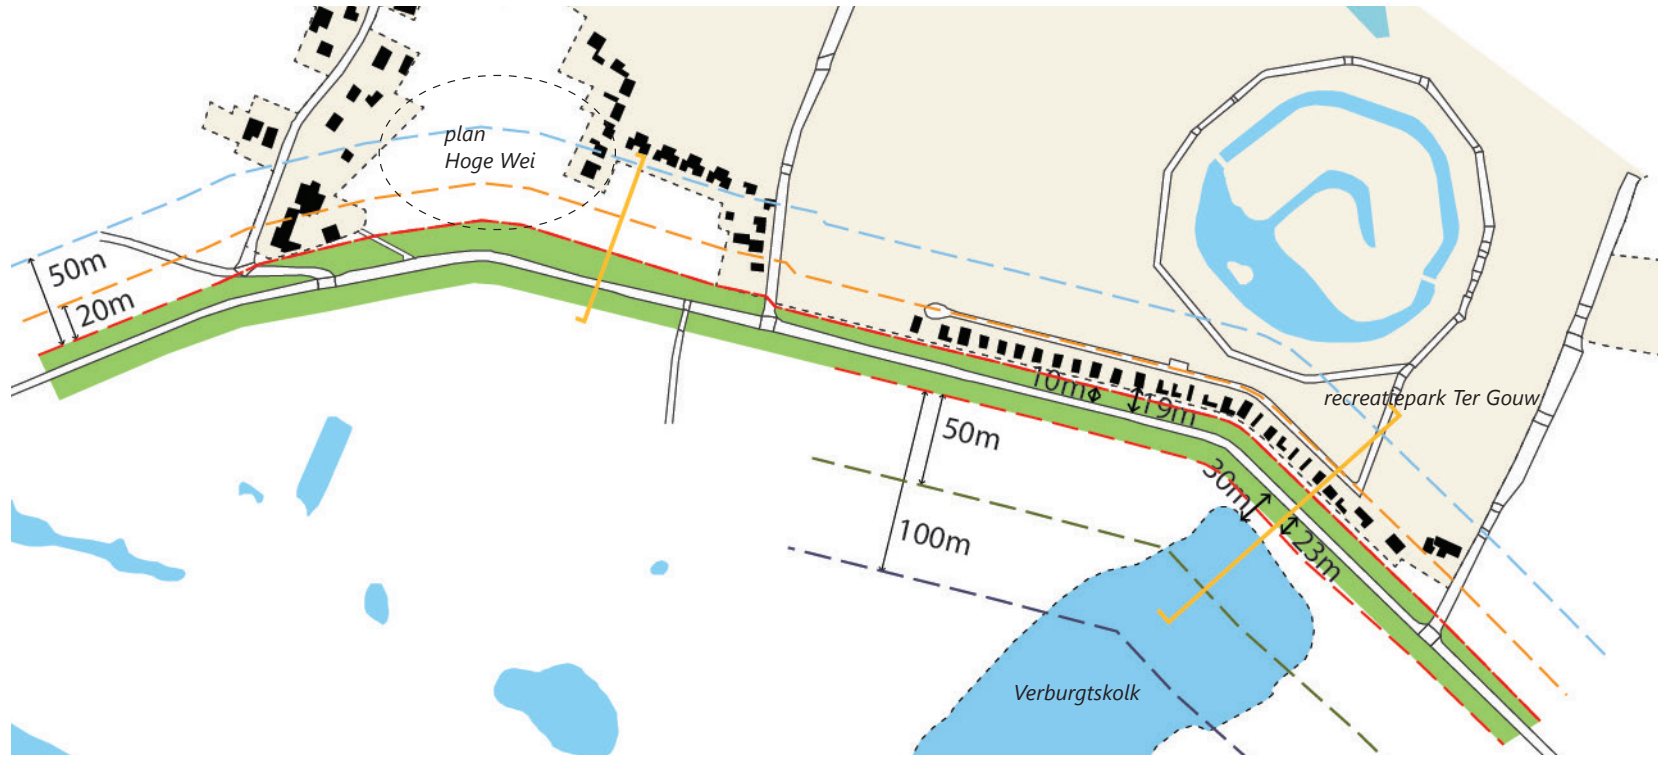 plan
Hoge Wei
50m
20m
10m
19m
recreatiepark Ter Gouw
50m
30m
100m
23m
Verburgtskolk